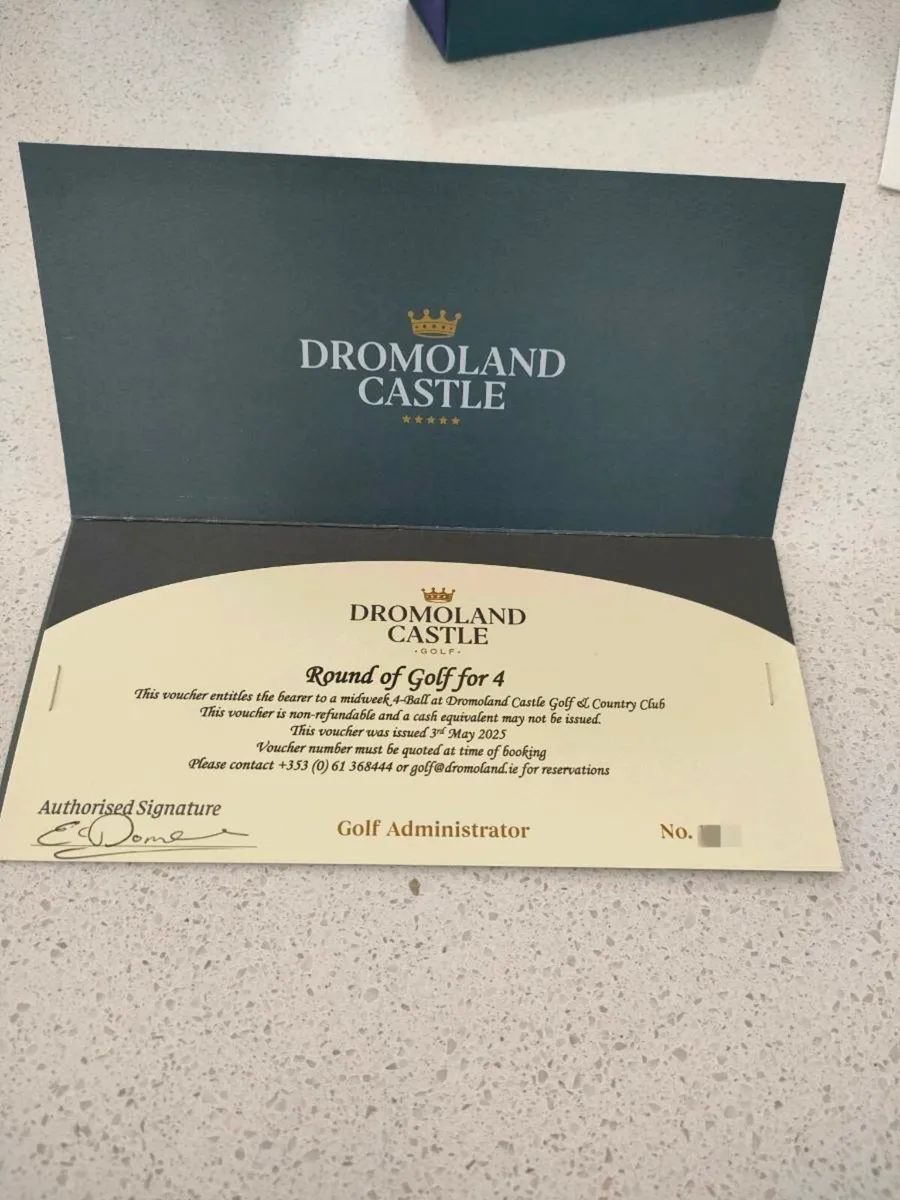 DROMOLAND
CASTLE
DROMOLAND
CASTLE
·GOLF·
Round of Golf for 4
This voucher entitles the bearer to a midweek 4-Ball at Dromoland Castle Golf & Country Club
This voucher is non-refundable and a cash equivalent may not be issued.
This voucher was issued 3rd May 2025
Voucher number must be quoted at time of booking
Please contact +353 (0) 61 368444 or golf@dromoland.ie for reservations
Authorised Signature
Golf Administrator
No.